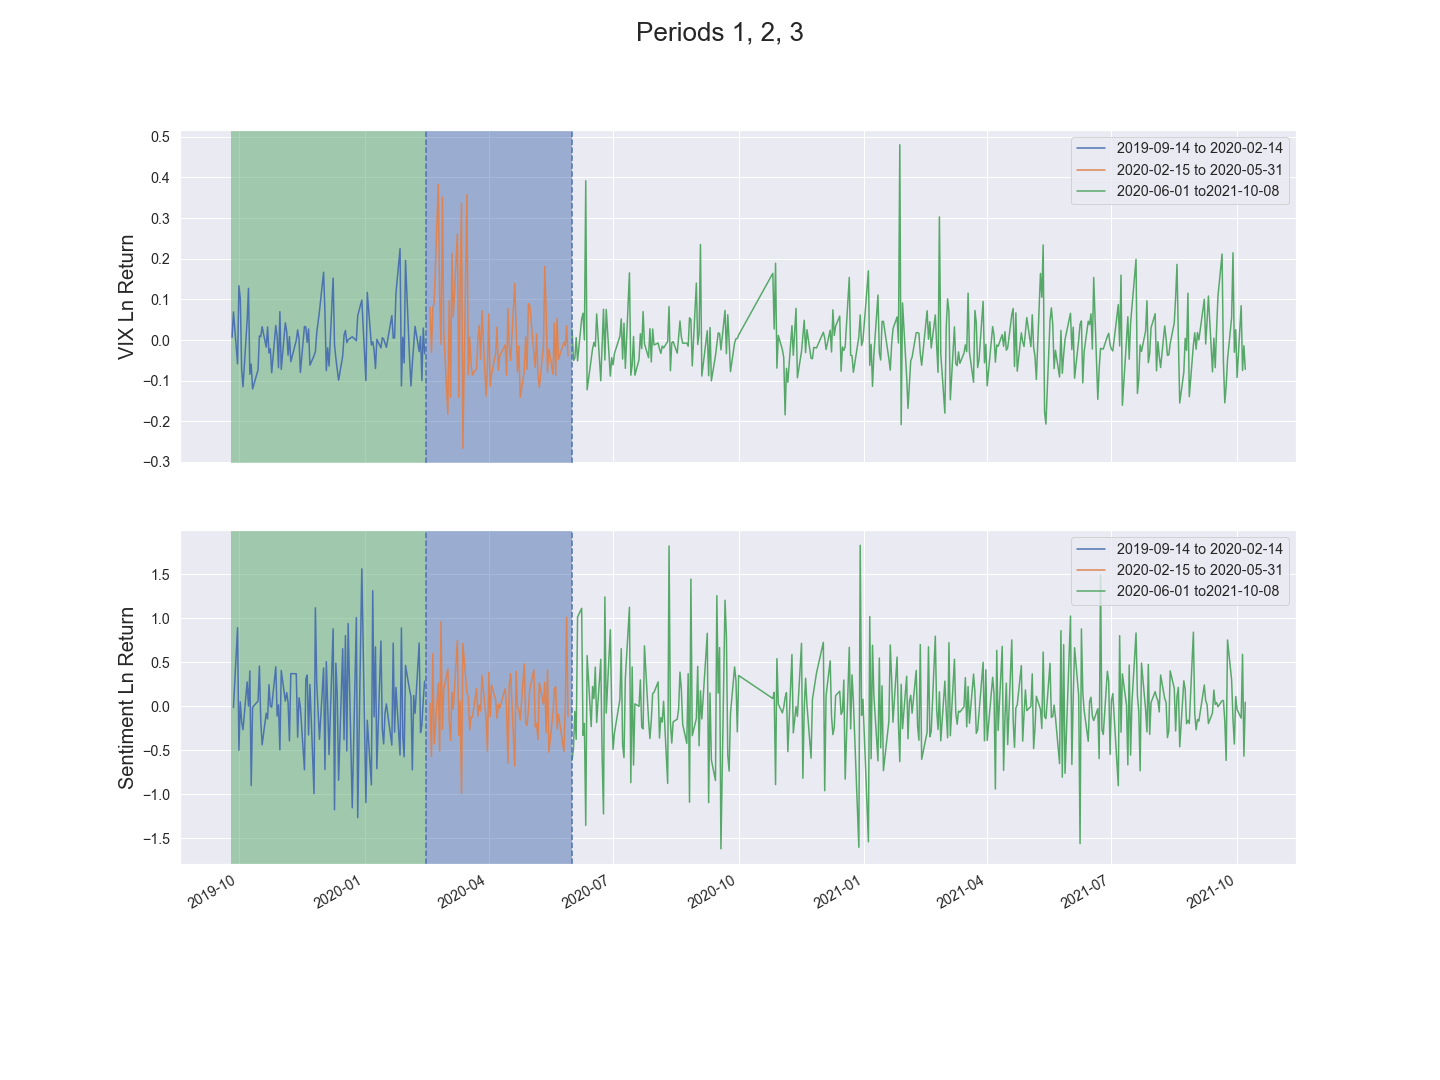 Periods 1, 2, 3
VIX Ln Return
0.5
0.4
0.3
0.2
0.1
0.0
−0.1
−0.2
−0.3
2019-09-14 to 2020-02-14
2020-02-15 to 2020-05-31
2020-06-01 to2021-10-08
Sentiment Ln Return
1.5
1.0
0.5
0.0
−0.5
−1.0
−1.5
2019-09-14 to 2020-02-14
2020-02-15 to 2020-05-31
2020-06-01 to2021-10-08
2019-10
2020-01
2020-04
2020-07
2020-10
2021-01
2021-04
2021-07
2021-10